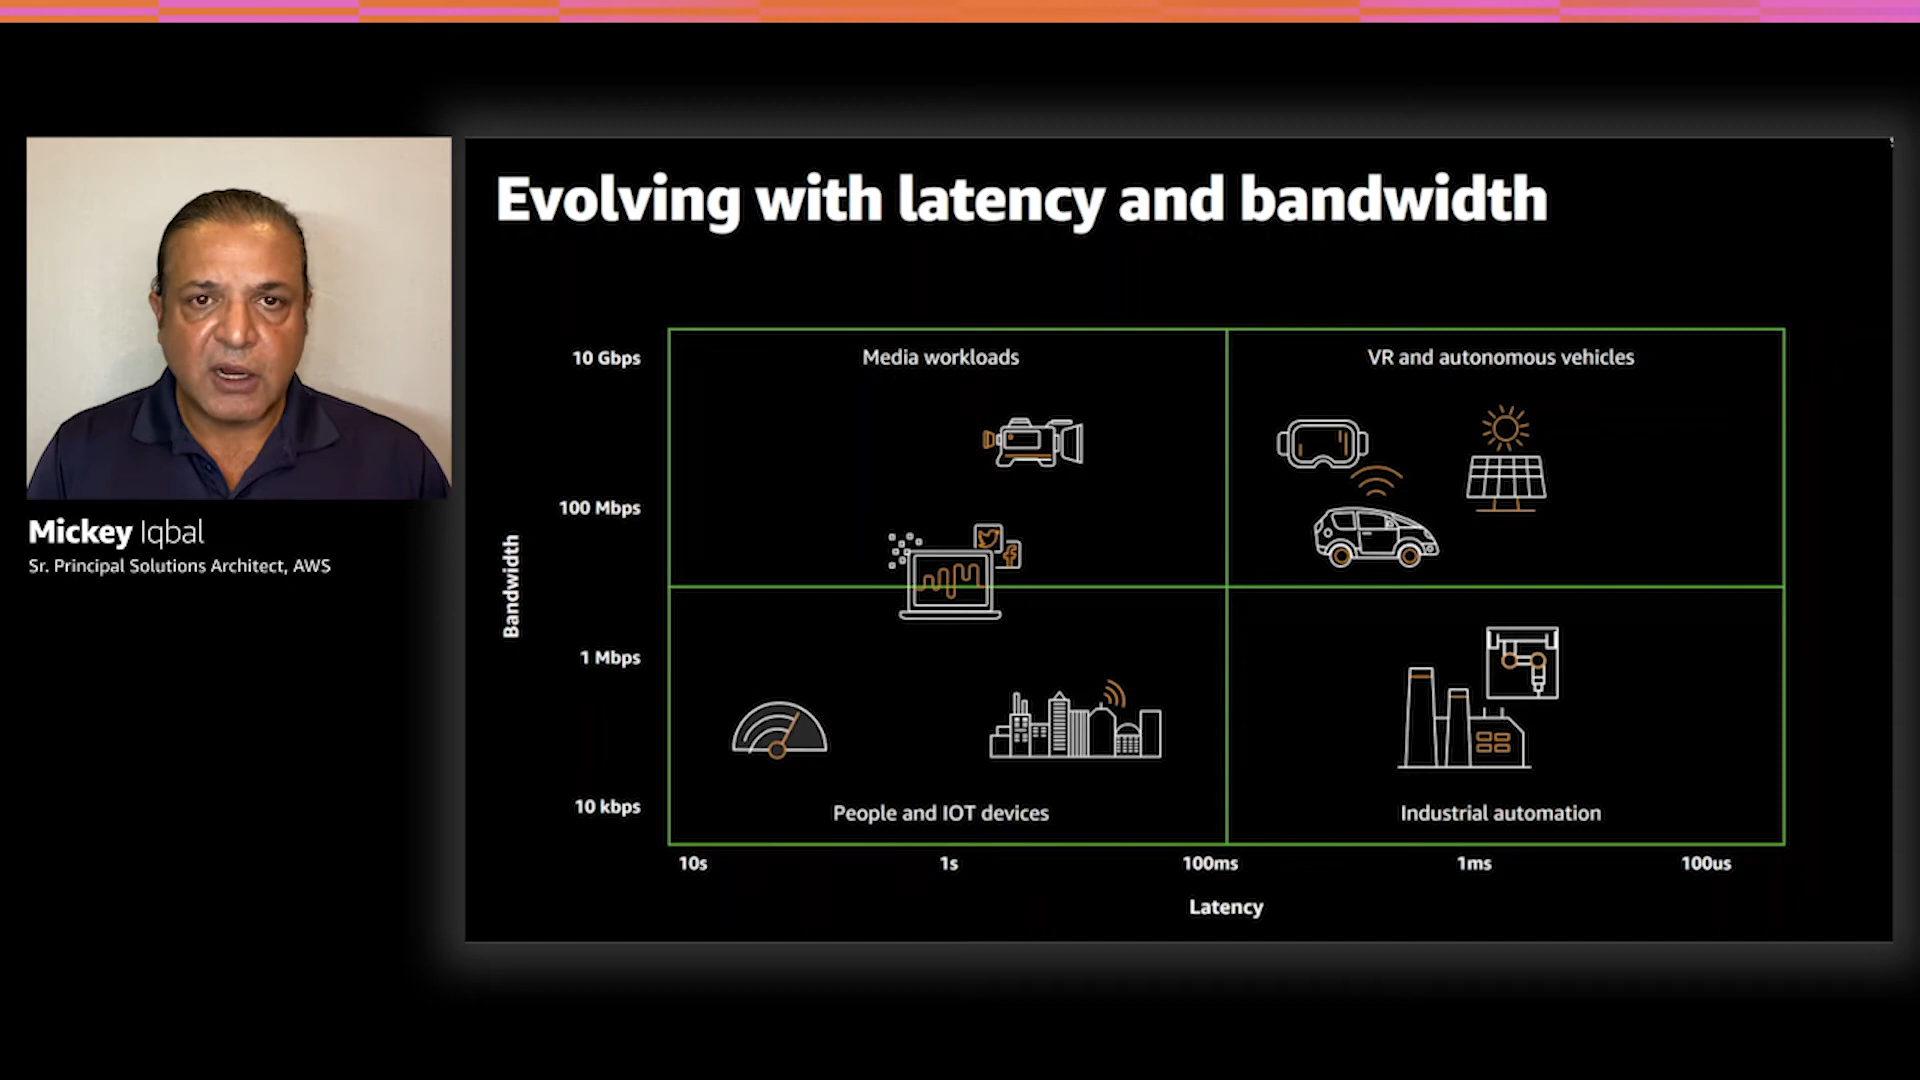 Evolving with latency and bandwidth
Mickey Iqbal
Sr. Principal Solutions Architect, AWS
Bandwidth
10 Gbps
100 Mbps
1 Mbps
10 kbps
Media workloads
VR and autonomous vehicles
People and IOT devices
Industrial automation
10s 1s 100ms 1ms 100us
Latency